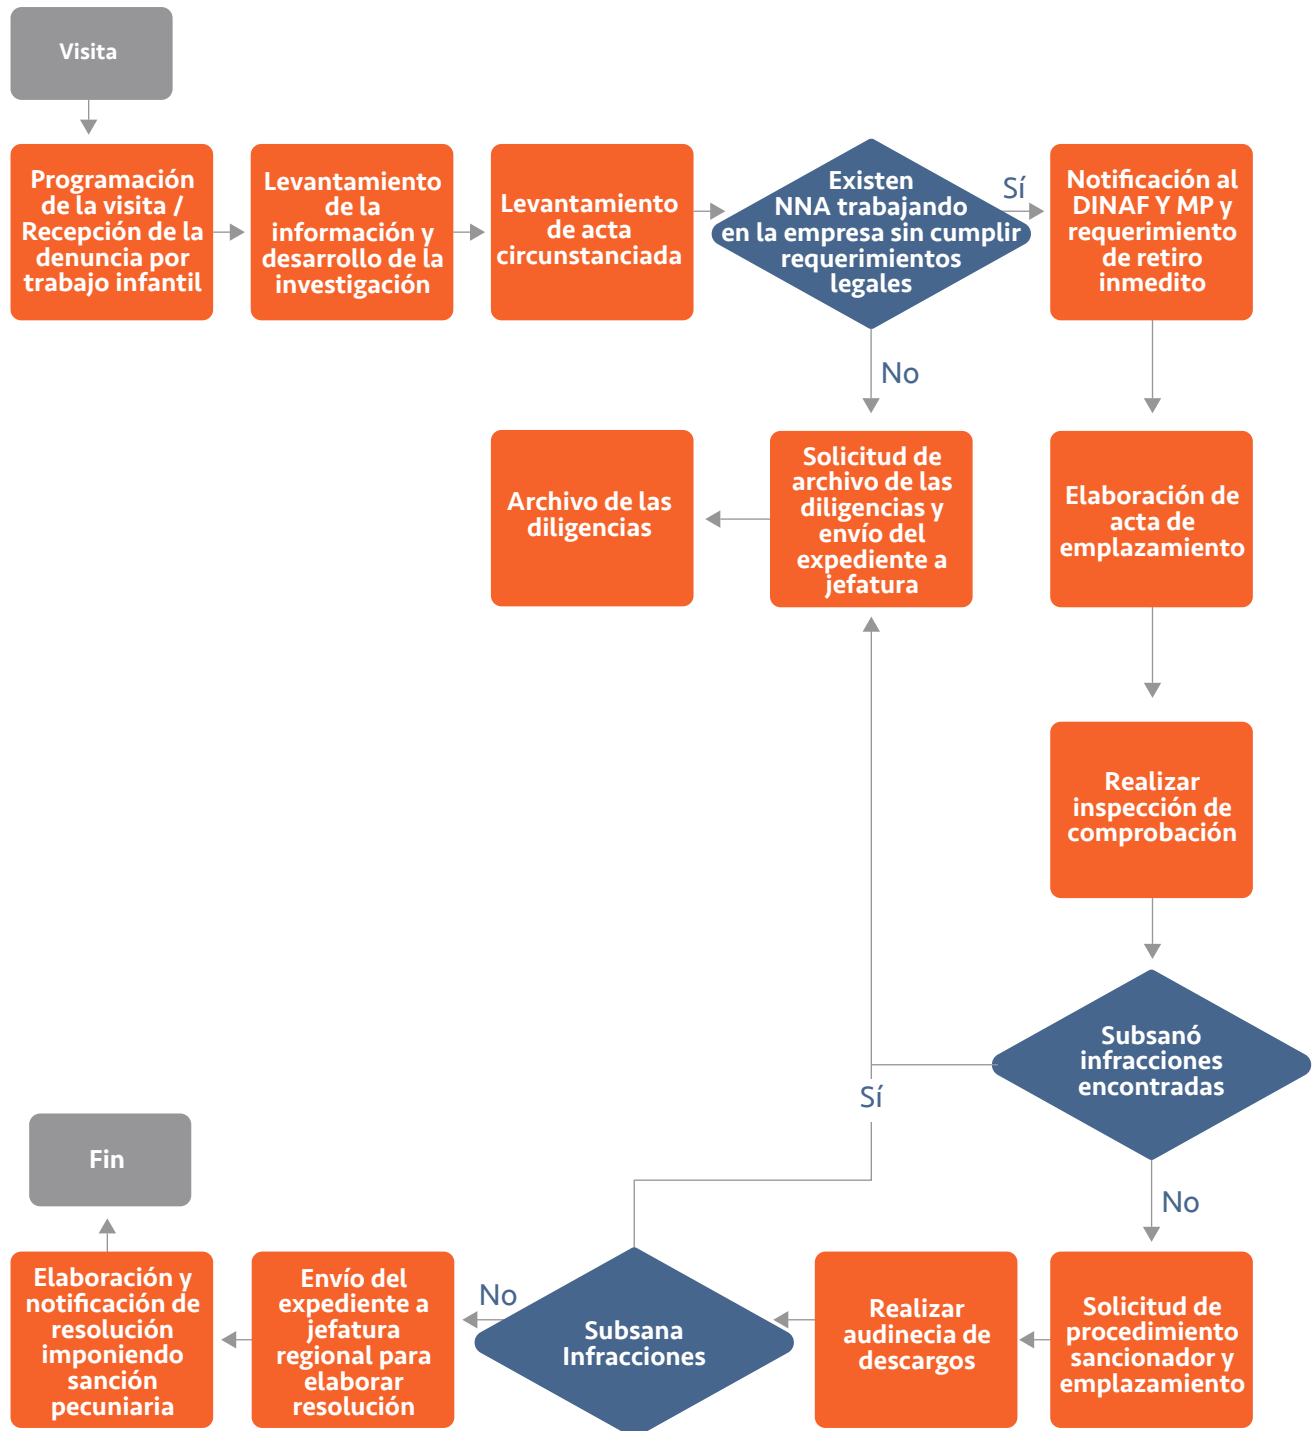 Visita
Programación
de la visita /
Recepción de la
denuncia por
trabajo infantil
Levantamiento
de la
información y
desarrollo de la
investigación
Levantamiento
de acta
circunstanciada
Existen
NNA trabajando
en la empresa sin cumplir
requerimientos
legales
Sí
Notificación al
DINAF Y MP y
requerimiento
de retiro
inmedito
No
Archivo de las
diligencias
Solicitud de
archivo de las
diligencias y
envío del
expediente a
jefatura
Elaboración de
acta de
emplazamiento
Realizar
inspección de
comprobación
Subsanó
infracciones
encontradas
Sí
No
Fin
Elaboración y
notificación de
resolución
imponiendo
sanción
pecuniaria
Envío del
expediente a
jefatura
regional para
elaborar
resolución
No
Subsana
Infracciones
Realizar
audinecia de
descargos
Solicitud de
procedimiento
sancionador y
emplazamiento